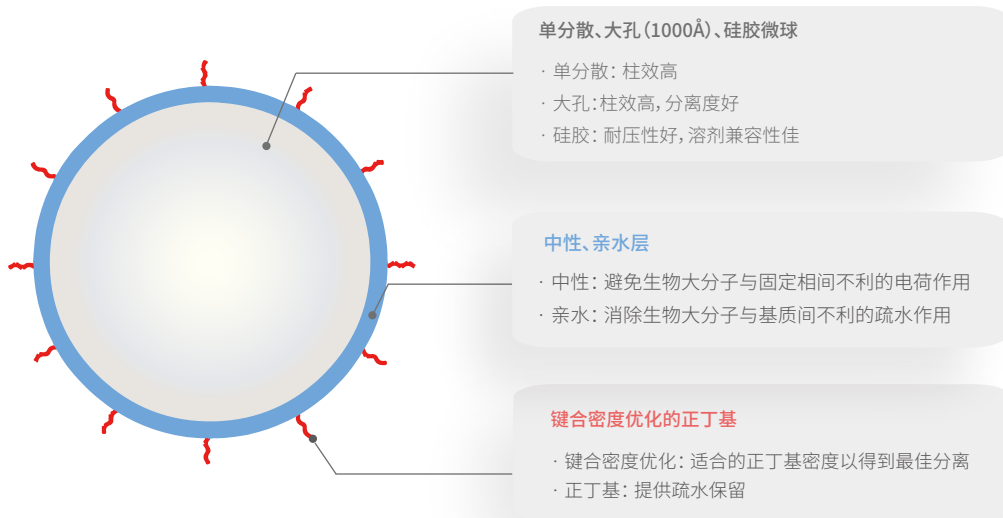 单分散、大孔（1000Å）、硅胶微球
· 单分散：柱效高
· 大孔：柱效高，分离度好
· 硅胶：耐压性好，溶剂兼容性佳
中性、亲水层
· 中性：避免生物大分子与固定相间不利的电荷作用
· 亲水：消除生物大分子与基质间不利的疏水作用
键合密度优化的正丁基
· 键合密度优化：适合的正丁基密度以得到最佳分离
· 正丁基：提供疏水保留